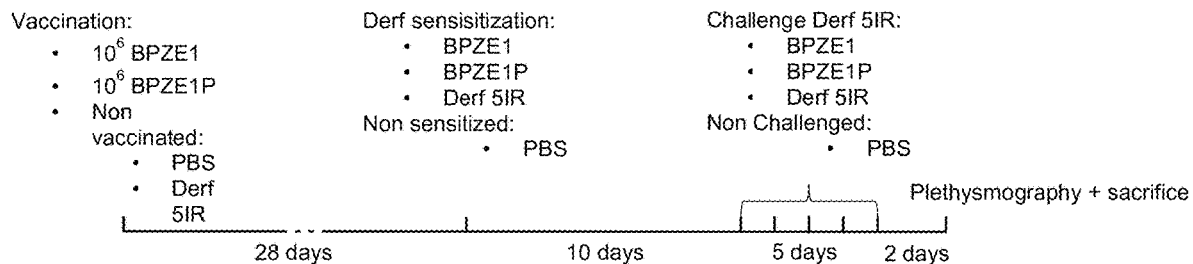 Vaccination:
• 10⁶ BPZE1
• 10⁶ BPZE1P
• Non
vaccinated:
• PBS
• Derf
5IR
Derf sensisitization:
• BPZE1
• BPZE1P
• Derf 5IR
Non sensitized:
• PBS
Challenge Derf 5IR:
• BPZE1
• BPZE1P
• Derf 5IR
Non Challenged:
• PBS
Plethysmography + sacrifice
28 days
10 days
5 days
2 days